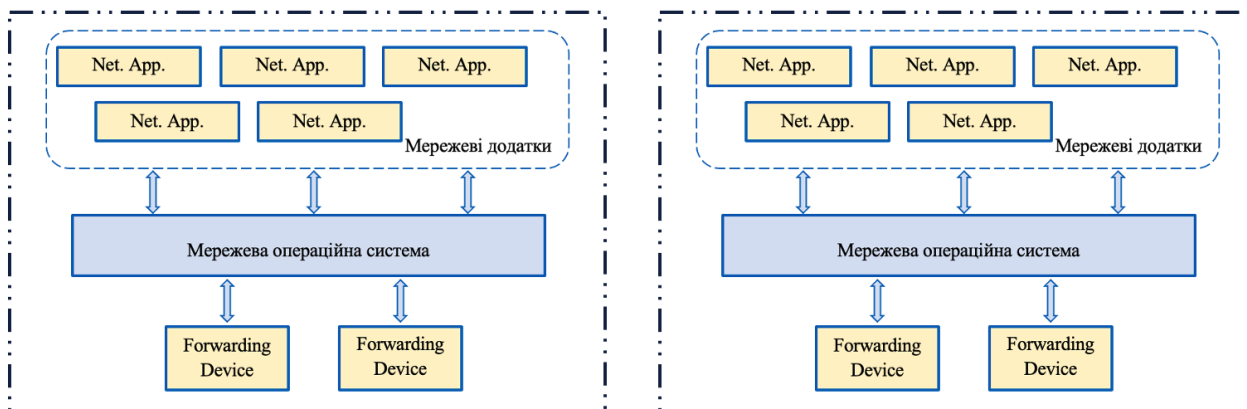 Net. App.
Net. App.
Net. App.
Net. App.
Net. App.
Мережеві додатки
Мережева операційна система
Forwarding
Device
Forwarding
Device
Net. App.
Net. App.
Net. App.
Net. App.
Net. App.
Мережеві додатки
Мережева операційна система
Forwarding
Device
Forwarding
Device